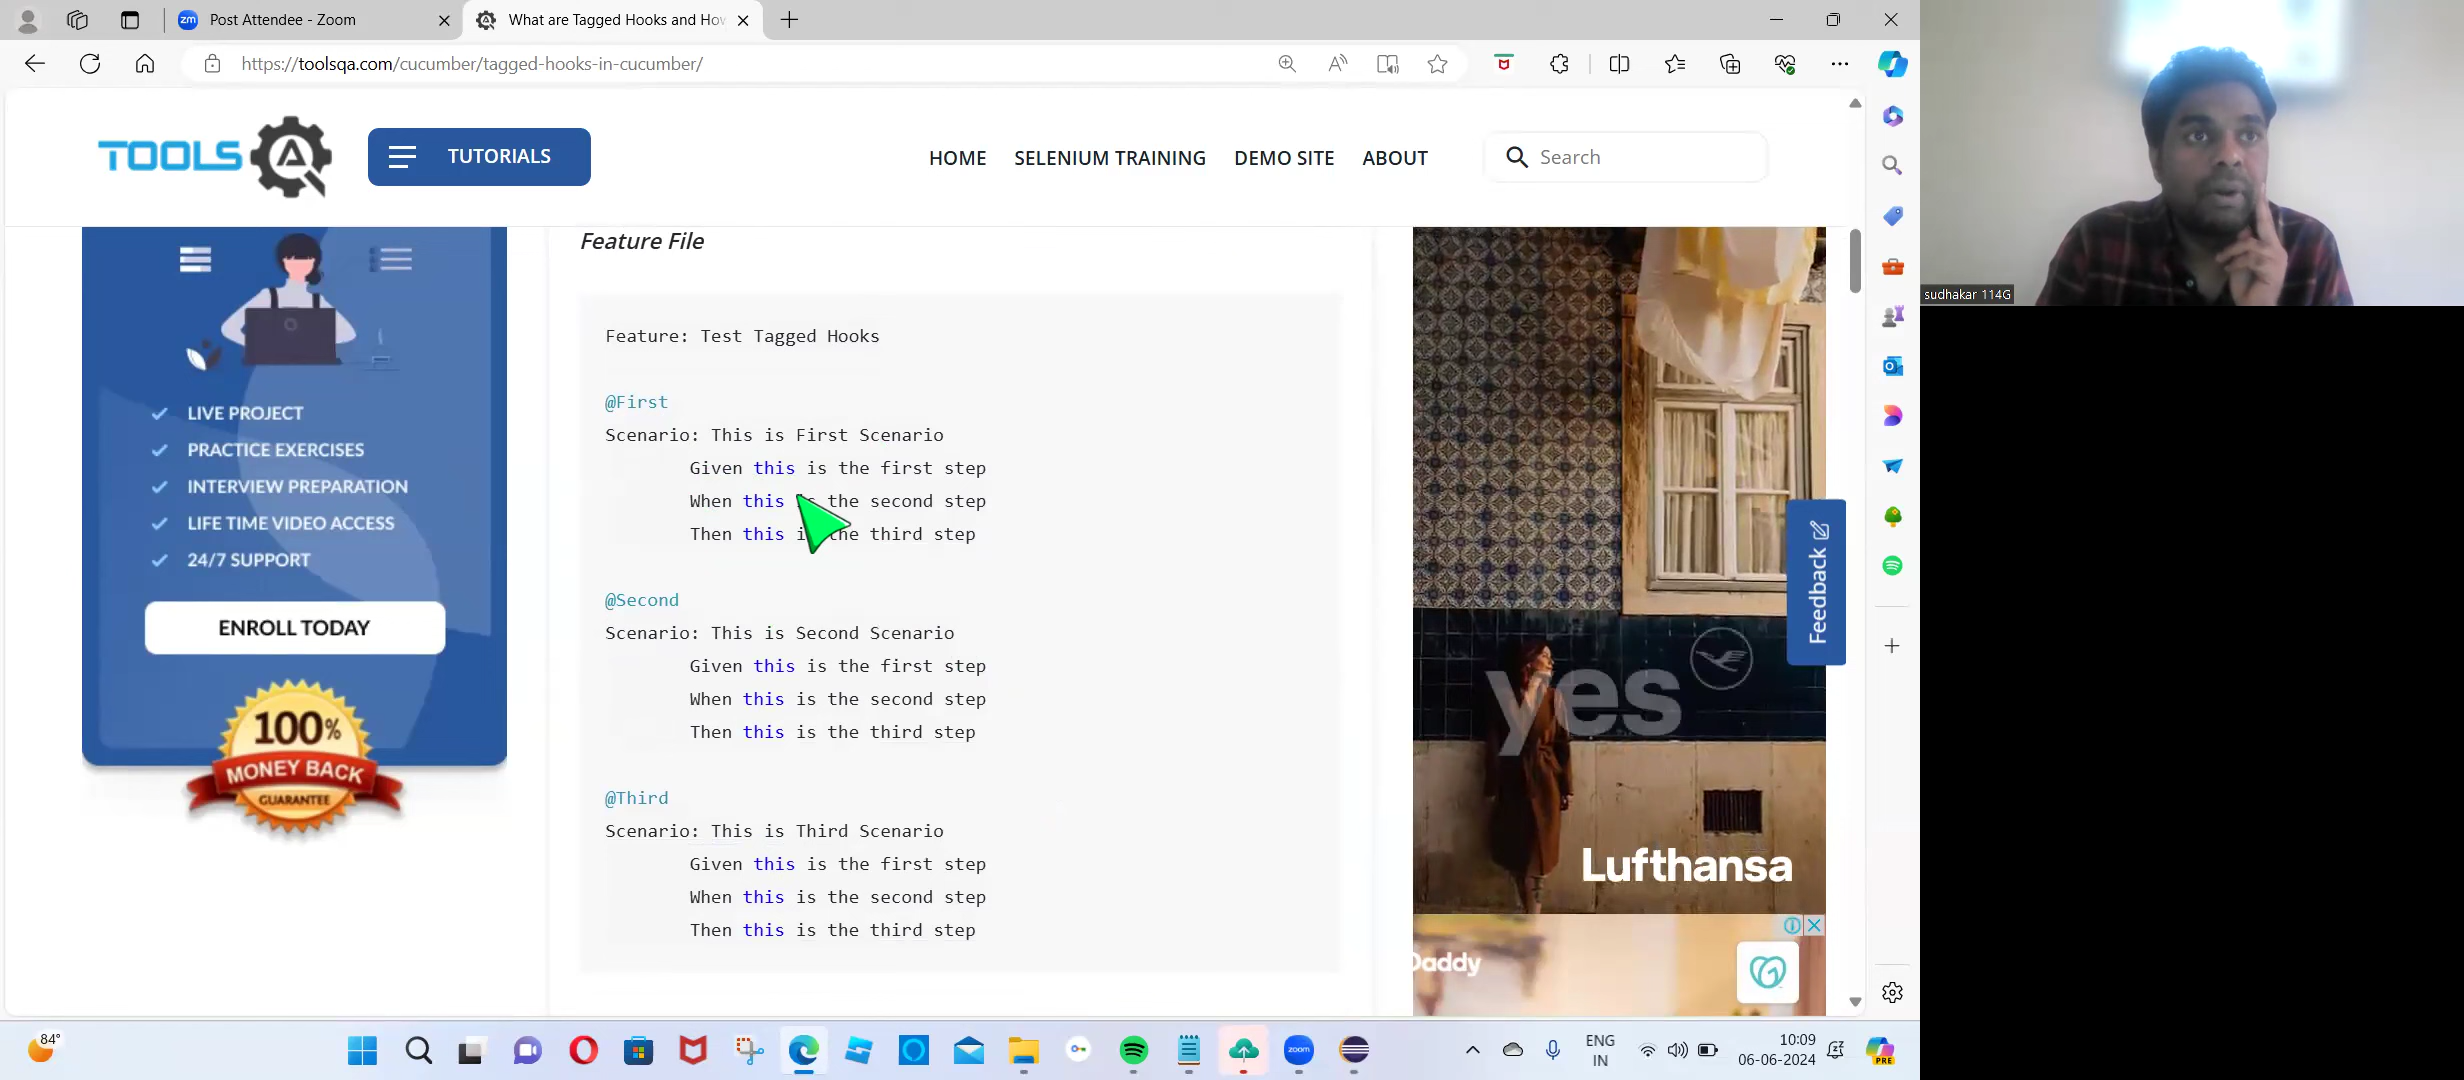 Post Attendee - Zoom
What are Tagged Hooks and Hov
https://toolsqa.com/cucumber/tagged-hooks-in-cucumber/
TOOLS QA
TUTORIALS
HOME
SELENIUM TRAINING
DEMO SITE
ABOUT
Search
LIVE PROJECT
PRACTICE EXERCISES
INTERVIEW PREPARATION
LIFE TIME VIDEO ACCESS
24/7 SUPPORT
ENROLL TODAY
100%
MONEY BACK
GUARANTEE
Feature File
Feature: Test Tagged Hooks
@First
Scenario: This is First Scenario
Given this is the first step
When this is the second step
Then this is the third step
@Second
Scenario: This is Second Scenario
Given this is the first step
When this is the second step
Then this is the third step
@Third
Scenario: This is Third Scenario
Given this is the first step
When this is the second step
Then this is the third step
yes
Lufthansa
Daddy
Feedback
sudhakar 114G
84°
zoom
ENG
IN
10:09
06-06-2024
PRE